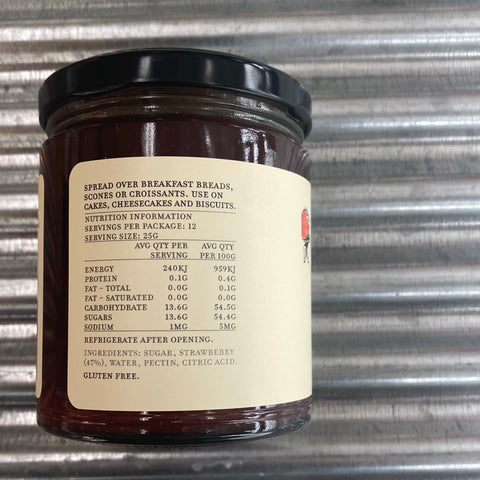 SPREAD OVER BREAKFAST BREADS,
SCONES OR CROISSANTS. USE ON
CAKES, CHEESECAKES AND BISCUITS.
NUTRITION INFORMATION
SERVINGS PER PACKAGE: 12
SERVING SIZE: 25G
AVG QTY PER SERVING AVG QTY PER 100G
ENERGY 240KJ 959KJ
PROTEIN 0.1G 0.4G
FAT - TOTAL 0.0G 0.1G
FAT - SATURATED 0.0G 0.0G
CARBOHYDRATE 13.6G 54.5G
SUGARS 13.6G 54.4G
SODIUM 1MG 5MG
REFRIGERATE AFTER OPENING.
INGREDIENTS: SUGAR, STRAWBERRY
(47%), WATER, PECTIN, CITRIC ACID.
GLUTEN FREE.